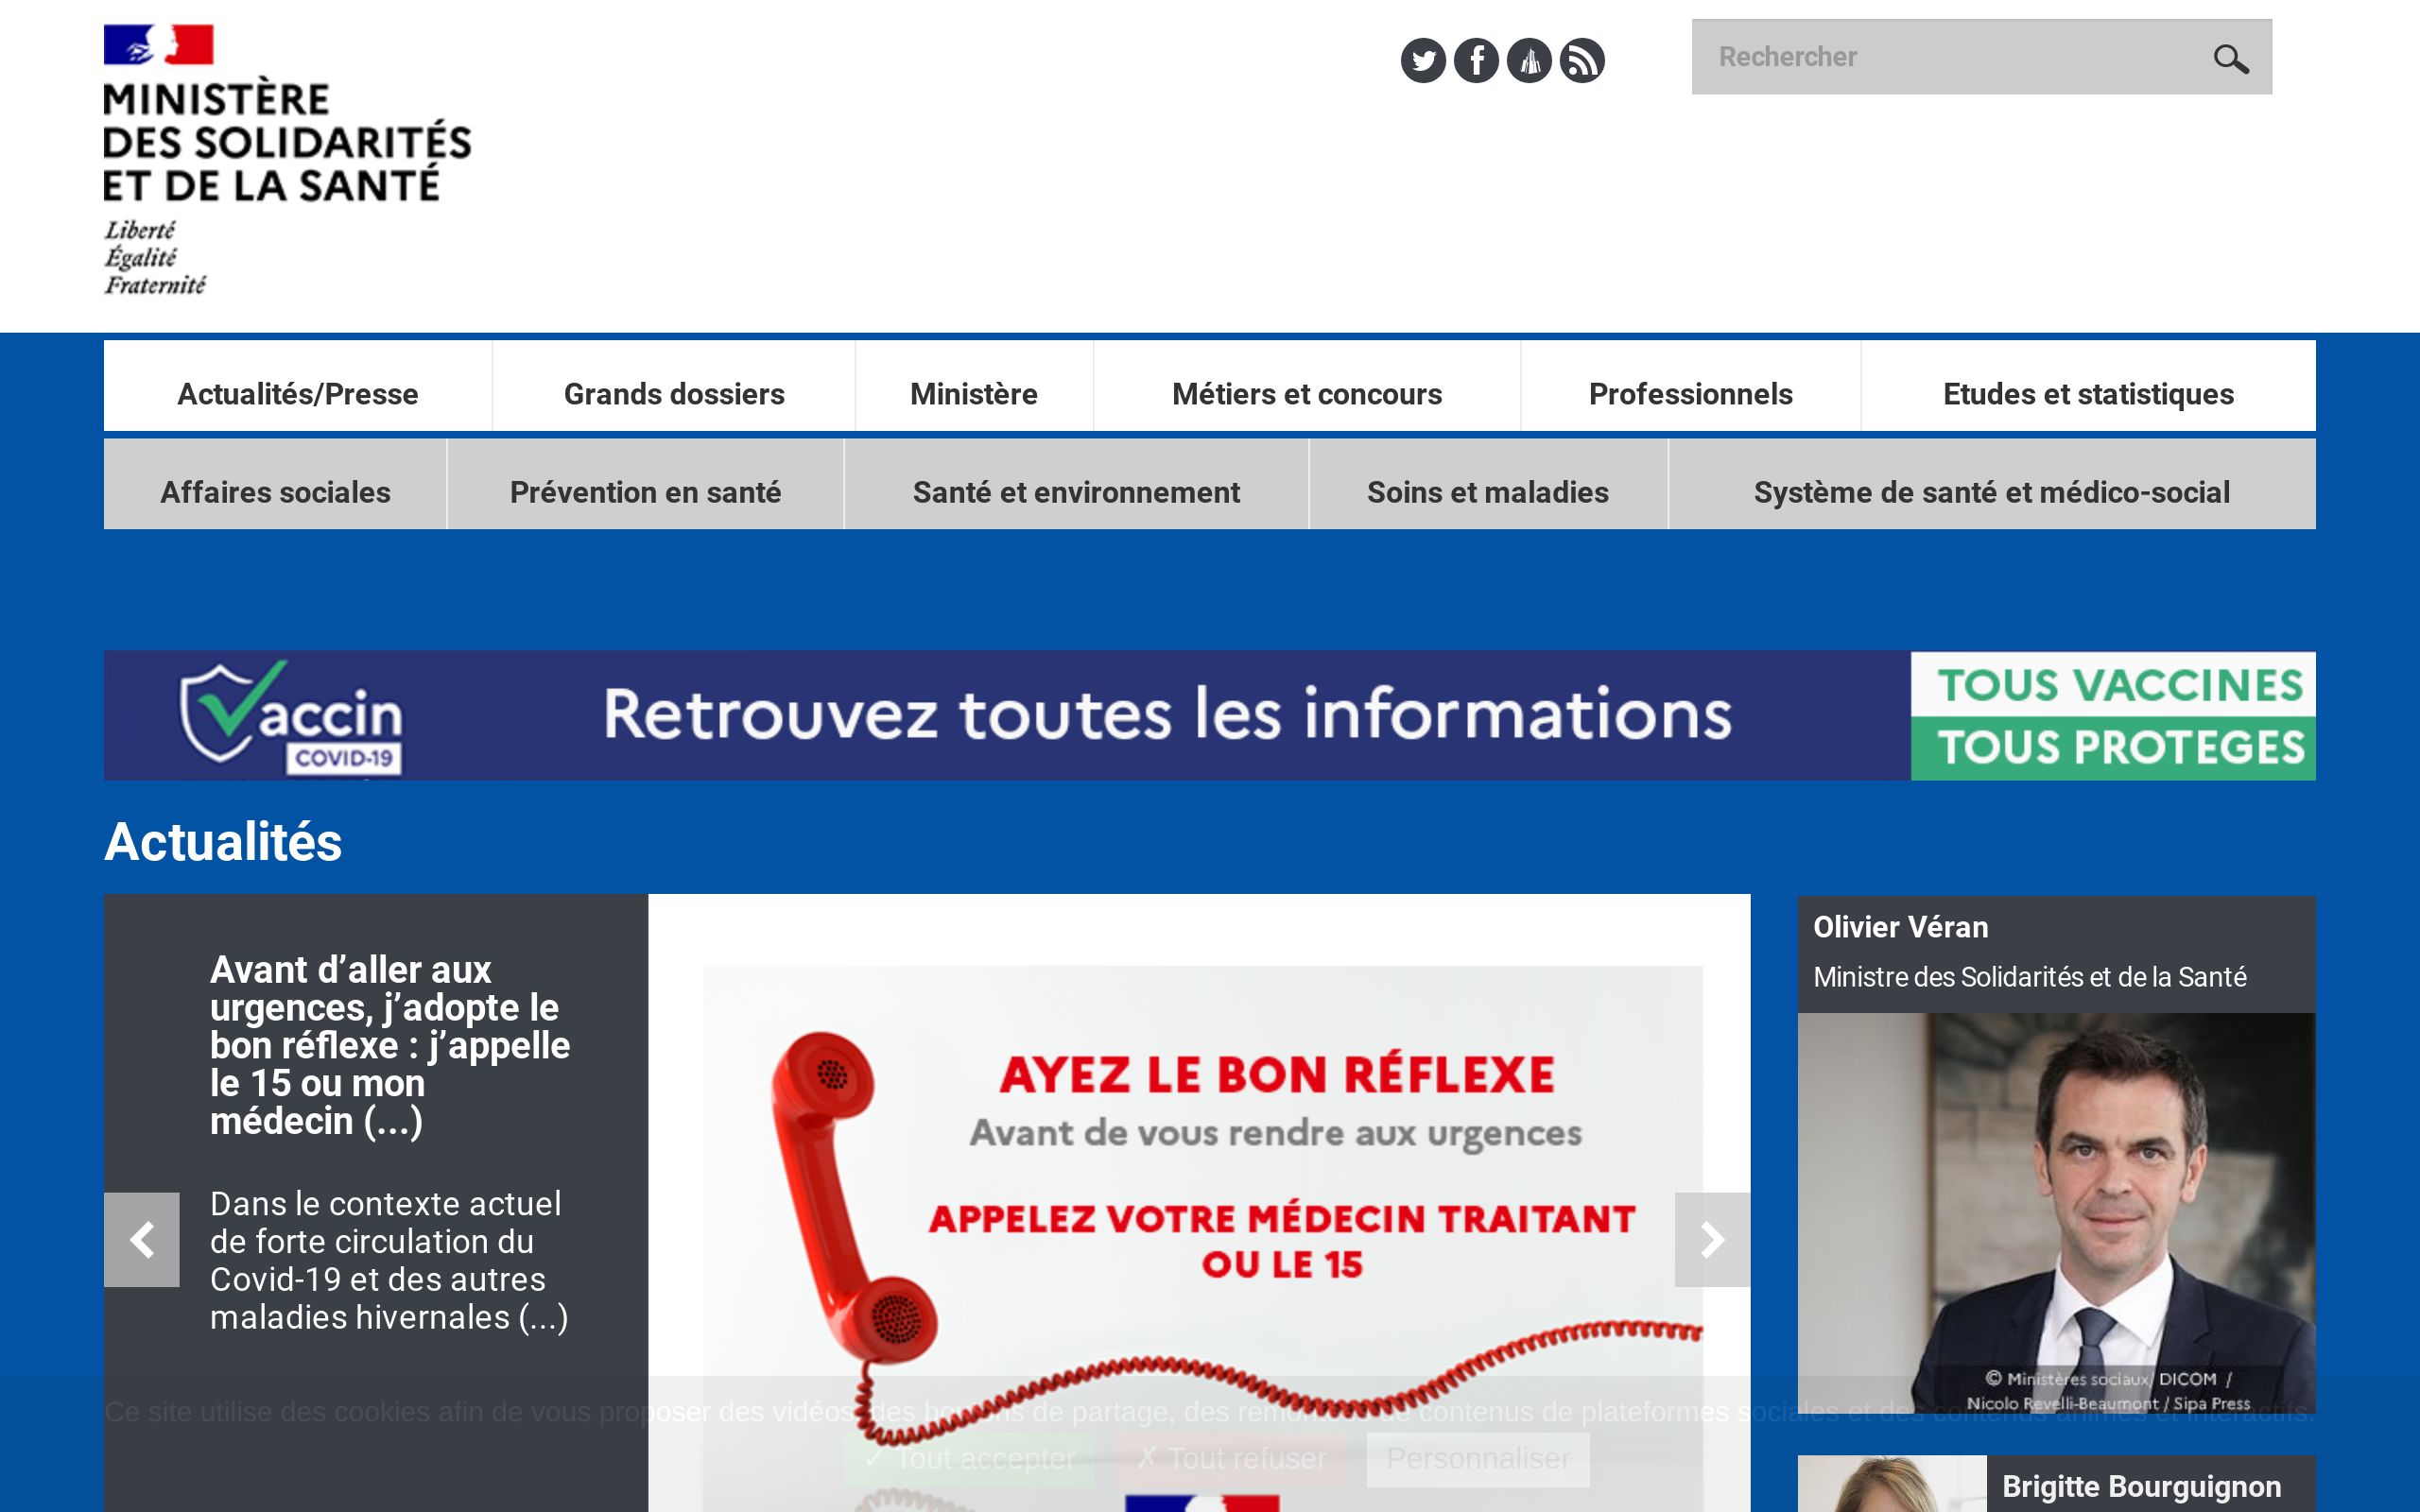 MINISTÈRE
DES SOLIDARITÉS
ET DE LA SANTÉ
Liberté
Égalité
Fraternité
Rechercher
Actualités/Presse
Grands dossiers
Ministère
Métiers et concours
Professionnels
Etudes et statistiques
Affaires sociales
Prévention en santé
Santé et environnement
Soins et maladies
Système de santé et médico-social
Vaccin
COVID-19
Retrouvez toutes les informations
TOUS VACCINES
TOUS PROTEGES
Actualités
Avant d’aller aux
urgences, j’adopte le
bon réflexe : j’appelle
le 15 ou mon
médecin (...)
Dans le contexte actuel
de forte circulation du
Covid-19 et des autres
maladies hivernales (...)
AYEZ LE BON RÉFLEXE
Avant de vous rendre aux urgences
APPELEZ VOTRE MÉDECIN TRAITANT
OU LE 15
Olivier Véran
Ministre des Solidarités et de la Santé
© Ministères sociaux/ DICOM /
Nicolo Revelli-Beaumont / Sipa Press
Ce site utilise des cookies afin de vous proposer des vidéos, des boutons de partage, des remontées de contenus de plateformes sociales et des contenus animés et interactifs.
✓ Tout accepter
✗ Tout refuser
Personnaliser
Brigitte Bourguignon